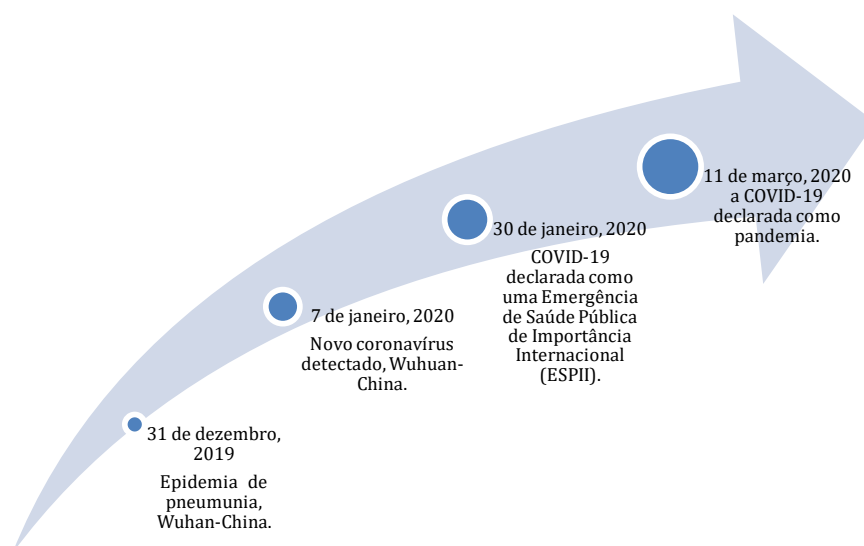 31 de dezembro,
2019
Epidemia de
pneumunia,
Wuhan-China.
7 de janeiro, 2020
Novo coronavírus
detectado, Wuhuan-
China.
30 de janeiro, 2020
COVID-19
declarada como
uma Emergência
de Saúde Pública
de Importância
Internacional
(ESPII).
11 de março, 2020
a COVID-19
declarada como
pandemia.